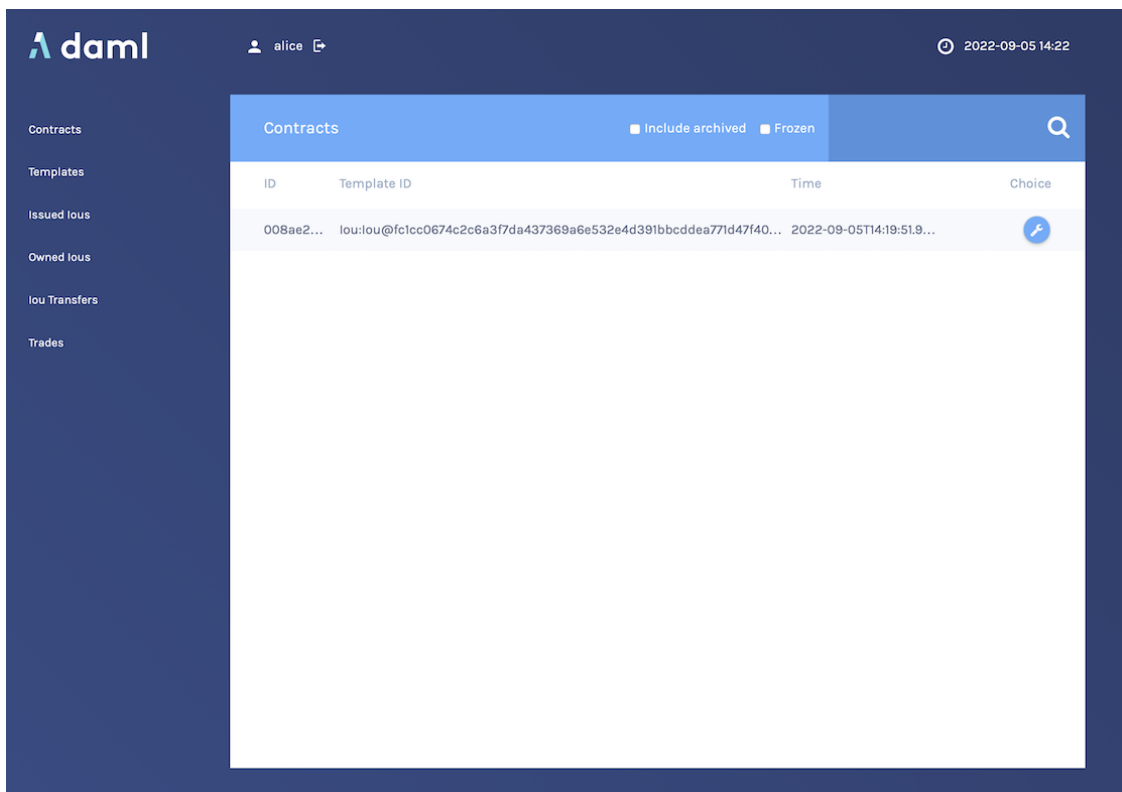 daml
alice
2022-09-05 14:22
Contracts
Templates
Issued Ious
Owned Ious
Iou Transfers
Trades
Contracts
Include archived
Frozen
ID Template ID Time Choice
008ae2... Iou:Iou@fc1cc0674c2c6a3f7da437369a6e532e4d391bbcddea771d47f40... 2022-09-05T14:19:51.9...